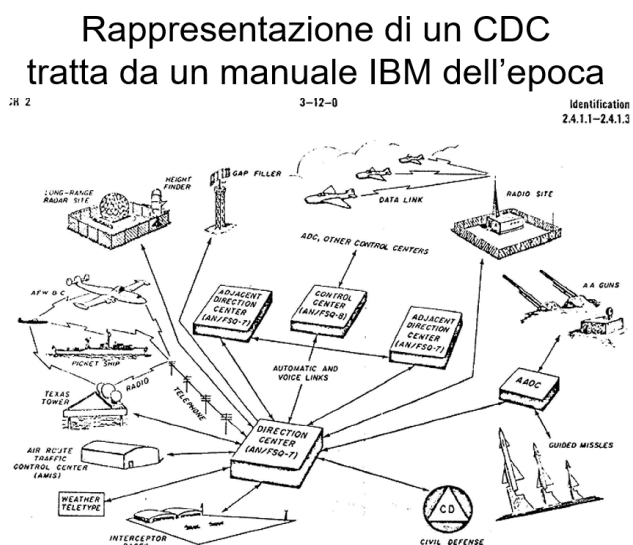 Rappresentazione di un CDC
tratta da un manuale IBM dell’epoca
CH 2
3-12-0
Identification
2.4.1.1-2.4.1.3
LONG-RANGE
RADAR SITE
HEIGHT
FINDER
GAP FILLER
DATA LINK
RADIO SITE
ADC, OTHER CONTROL CENTERS
ADJACENT
DIRECTION
CENTER
(AN/FSQ-7)
CONTROL
CENTER
(AN/FSQ-8)
ADJACENT
DIRECTION
CENTER
(AN/FSQ-7)
AA GUNS
PICKET SHIP
RADIO
TELEPHONE
AUTOMATIC AND
VOICE LINKS
AAOC
TEXAS
TOWER
DIRECTION
CENTER
(AN/FSQ-7)
GUIDED MISSLES
AIR ROUTE
TRAFFIC
CONTROL CENTER
(AMIS)
WEATHER
TELETYPE
CD
INTERCEPTOR
CIVIL DEFENSE